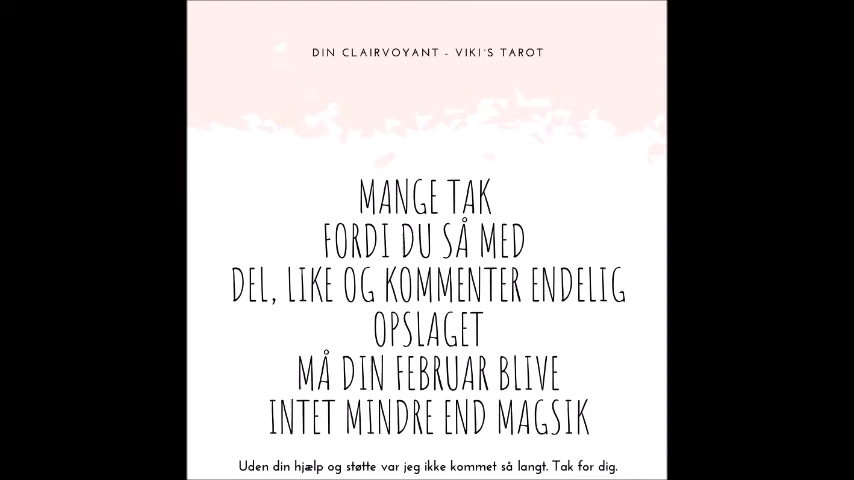 DIN CLAIRVOYANT - VIKI'S TAROT
MANGE TAK
FORDI DU SÅ MED
DEL, LIKE OG KOMMENTER ENDELIG
OPSLAGET
MÅ DIN FEBRUAR BLIVE
INTET MINDRE END MAGSIK
Uden din hjælp og støtte var jeg ikke kommet så langt. Tak for dig.